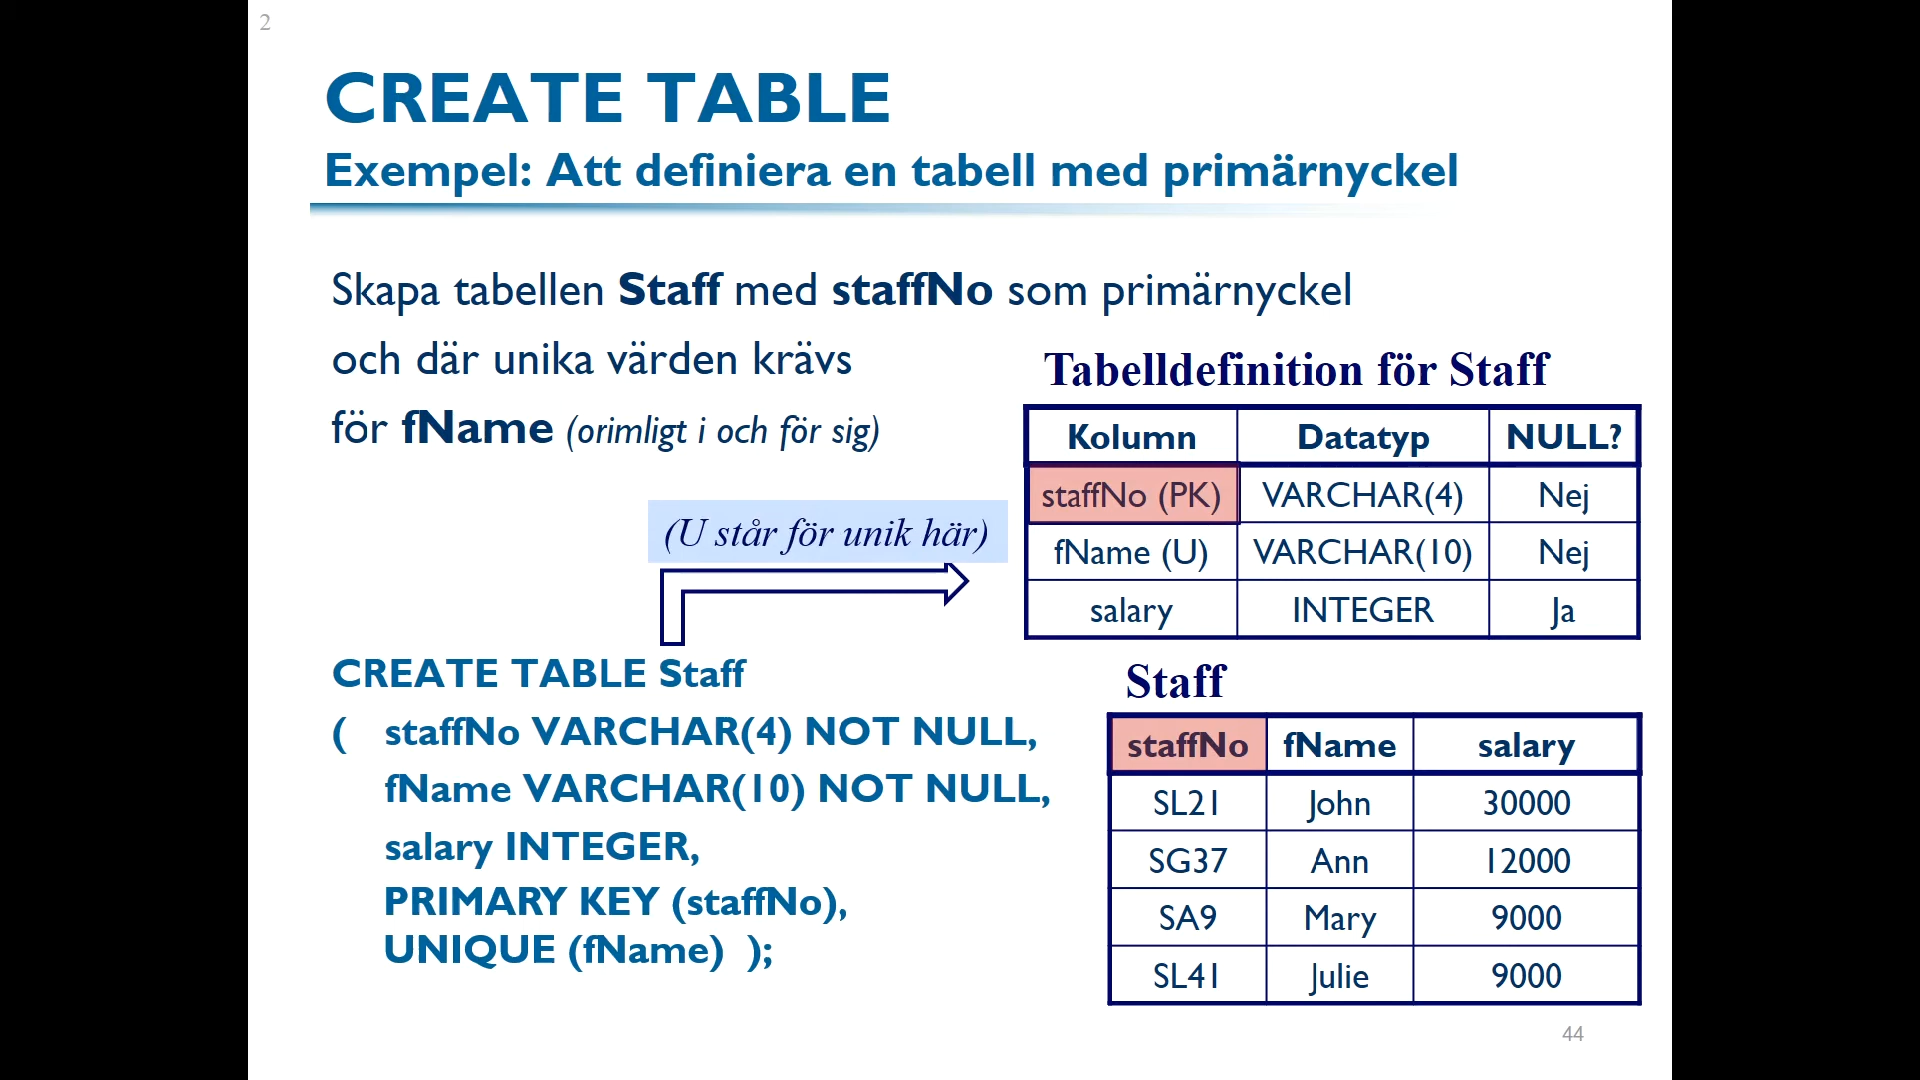 2
CREATE TABLE
Exempel: Att definiera en tabell med primärnyckel
Skapa tabellen Staff med staffNo som primärnyckel
och där unika värden krävs
för fName (orimligt i och för sig)
(U står för unik här)
Tabelldefinition för Staff
Kolumn Datatyp NULL?
staffNo (PK) VARCHAR(4) Nej
fName (U) VARCHAR(10) Nej
salary INTEGER Ja
CREATE TABLE Staff
( staffNo VARCHAR(4) NOT NULL,
fName VARCHAR(10) NOT NULL,
salary INTEGER,
PRIMARY KEY (staffNo),
UNIQUE (fName) );
Staff
staffNo fName salary
SL21 John 30000
SG37 Ann 12000
SA9 Mary 9000
SL41 Julie 9000
44